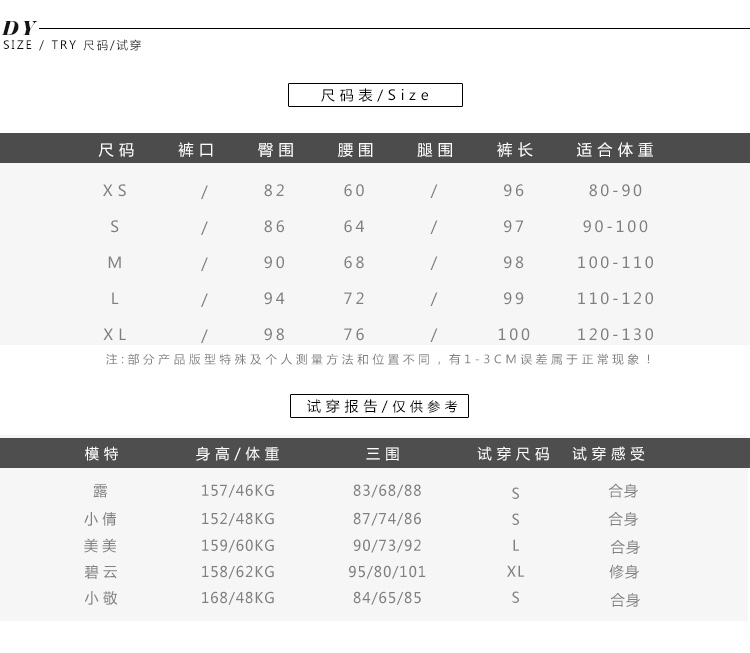 DY
SIZE / TRY 尺码/试穿
尺码表/Size
尺码 裤口 臀围 腰围 腿围 裤长 适合体重
XS / 82 60 / 96 80-90
S / 86 64 / 97 90-100
M / 90 68 / 98 100-110
L / 94 72 / 99 110-120
XL / 98 76 / 100 120-130
注:部分产品版型特殊及个人测量方法和位置不同，有1-3CM误差属于正常现象！
试穿报告/仅供参考
模特 身高/体重 三围 试穿尺码 试穿感受
露 157/46KG 83/68/88 S 合身
小倩 152/48KG 87/74/86 S 合身
美美 159/60KG 90/73/92 L 合身
碧云 158/62KG 95/80/101 XL 修身
小敬 168/48KG 84/65/85 S 合身